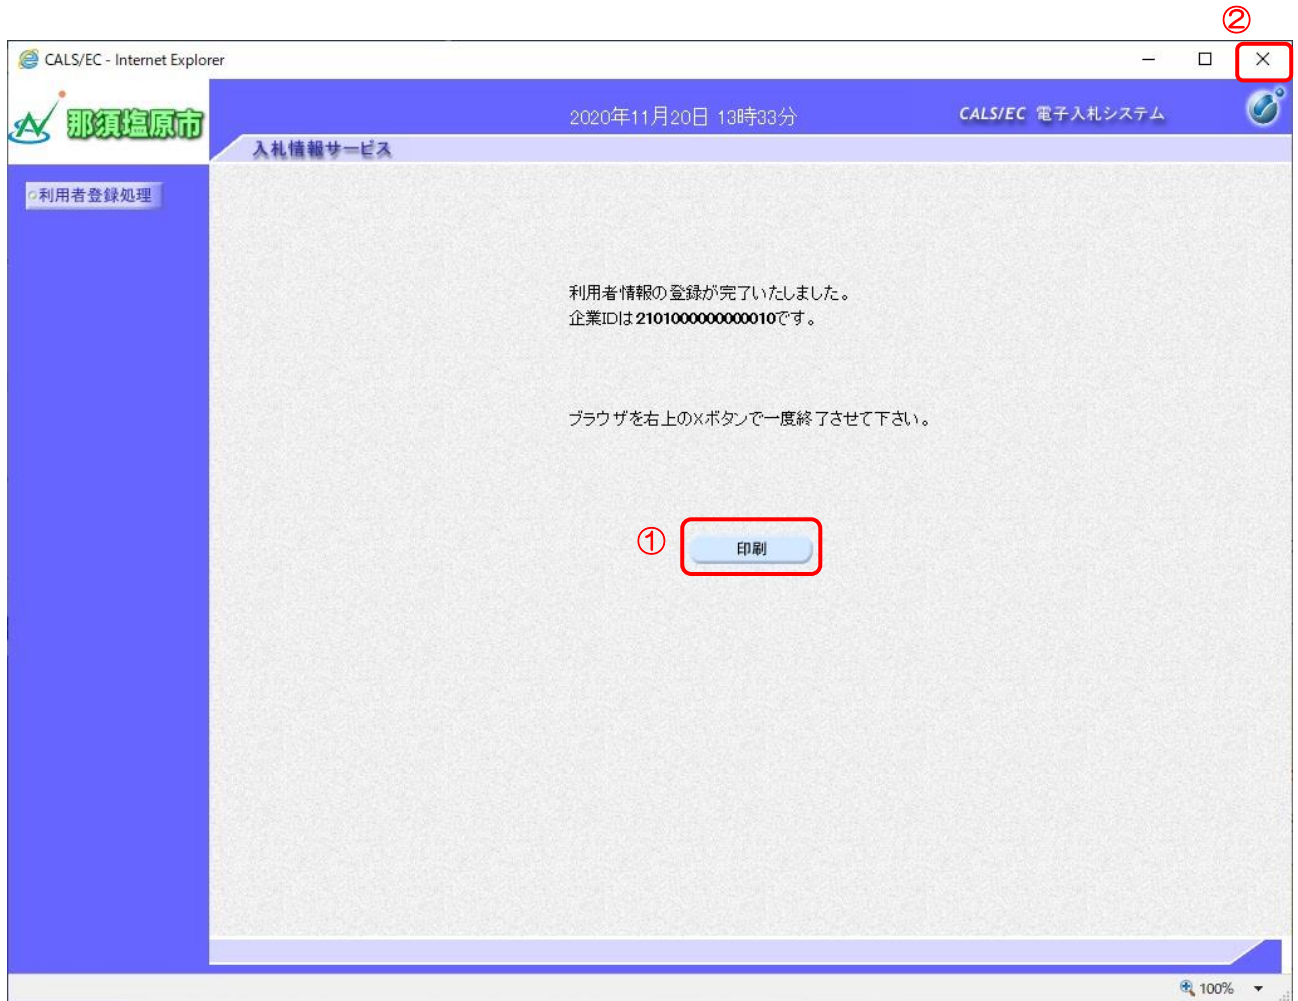 ②
CALS/EC - Internet Explorer
那須塩原市
2020年11月20日 13時33分
CALS/EC 電子入札システム
入札情報サービス
利用者登録処理
利用者情報の登録が完了いたしました。
企業IDは2101000000000010です。
ブラウザを右上のXボタンで一度終了させて下さい。
①
印刷
100%